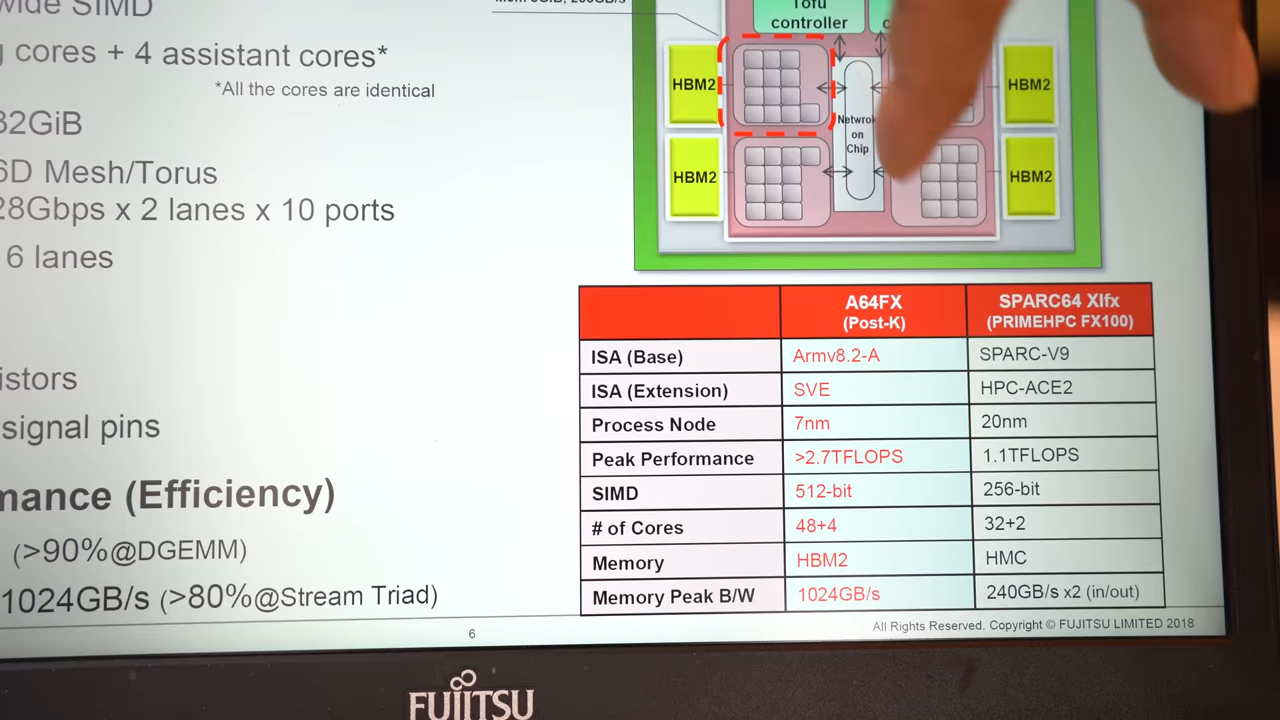 wide SIMD
cores + 4 assistant cores*
*All the cores are identical
32GiB
6D Mesh/Torus
28Gbps x 2 lanes x 10 ports
6 lanes
signal pins
(Efficiency)
(>90%@DGEMM)
1024GB/s (>80%@Stream Triad)
Tofu
controller
HBM2
HBM2
HBM2
HBM2
Netwrok
on
Chip
A64FX
(Post-K)
SPARC64 XIfx
(PRIMEHPC FX100)
ISA (Base) Armv8.2-A SPARC-V9
ISA (Extension) SVE HPC-ACE2
Process Node 7nm 20nm
Peak Performance >2.7TFLOPS 1.1TFLOPS
SIMD 512-bit 256-bit
# of Cores 48+4 32+2
Memory HBM2 HMC
Memory Peak B/W 1024GB/s 240GB/s x2 (in/out)
6
All Rights Reserved. Copyright © FUJITSU LIMITED 2018
FUJITSU